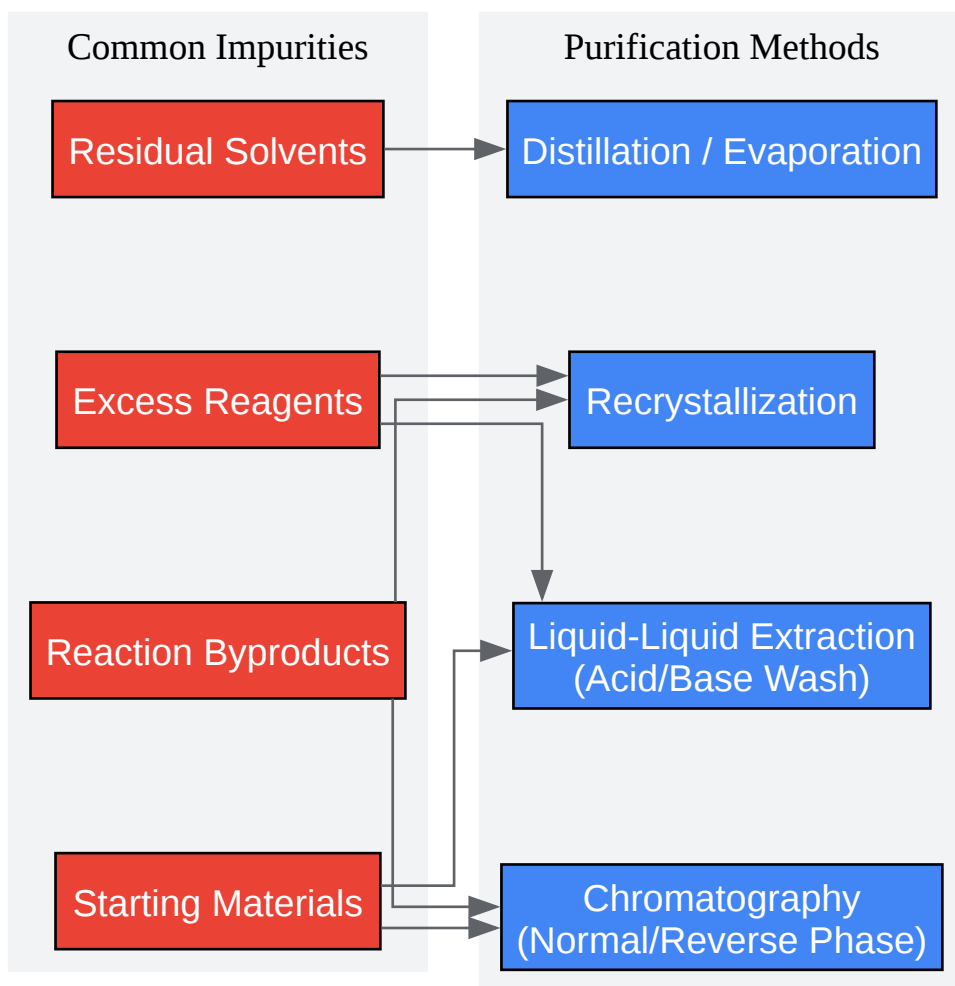 Common Impurities
Purification Methods
Residual Solvents
Distillation / Evaporation
Excess Reagents
Recrystallization
Reaction Byproducts
Liquid-Liquid Extraction
(Acid/Base Wash)
Starting Materials
Chromatography
(Normal/Reverse Phase)